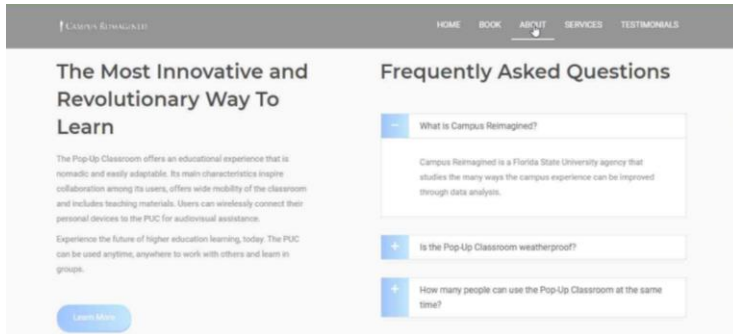 CAMPUS REIMAGINED
HOME BOOK ABOUT SERVICES TESTIMONIALS
The Most Innovative and
Revolutionary Way To
Learn
The Pop-Up Classroom offers an educational experience that is
nomadic and easily adaptable. Its main characteristics inspire
collaboration among its users, offers wide mobility of the classroom
and includes teaching materials. Users can wirelessly connect their
personal devices to the PUC for audiovisual assistance.
Experience the future of higher education learning, today. The PUC
can be used anytime, anywhere to work with others and learn in
groups.
Learn More
Frequently Asked Questions
What is Campus Reimagined?
Campus Reimagined is a Florida State University agency that
studies the many ways the campus experience can be improved
through data analysis.
Is the Pop-Up Classroom weatherproof?
How many people can use the Pop-Up Classroom at the same
time?